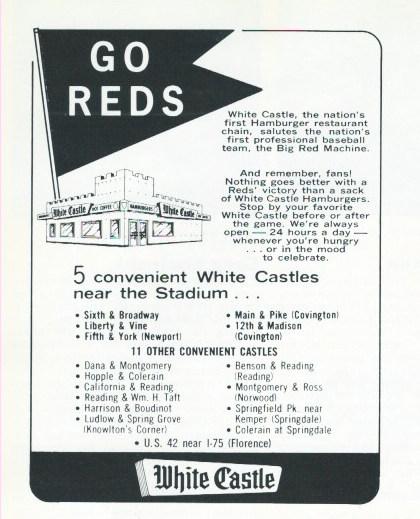 GO
REDS
White Castle, the nation's
first Hamburger restaurant
chain, salutes the nation's
first professional baseball
team, the Big Red Machine.
And remember, fans!
Nothing goes better with a
Reds' victory than a sack
of White Castle Hamburgers.
Stop by your favorite
White Castle before or after
the game. We're always
open — 24 hours a day —
whenever you're hungry
. . . or in the mood
to celebrate.
White Castle HOT COFFEE HAMBURGERS White Castle
5 convenient White Castles
near the Stadium . . .
• Sixth & Broadway
• Liberty & Vine
• Fifth & York (Newport)
• Main & Pike (Covington)
• 12th & Madison
(Covington)
11 OTHER CONVENIENT CASTLES
• Dana & Montgomery
• Hopple & Colerain
• California & Reading
• Reading & Wm. H. Taft
• Harrison & Boudinot
• Ludlow & Spring Grove
(Knowlton's Corner)
• Benson & Reading
(Reading)
• Montgomery & Ross
(Norwood)
• Springfield Pk. near
Kemper (Springdale)
• Colerain at Springdale
• U.S. 42 near I-75 (Florence)
White Castle